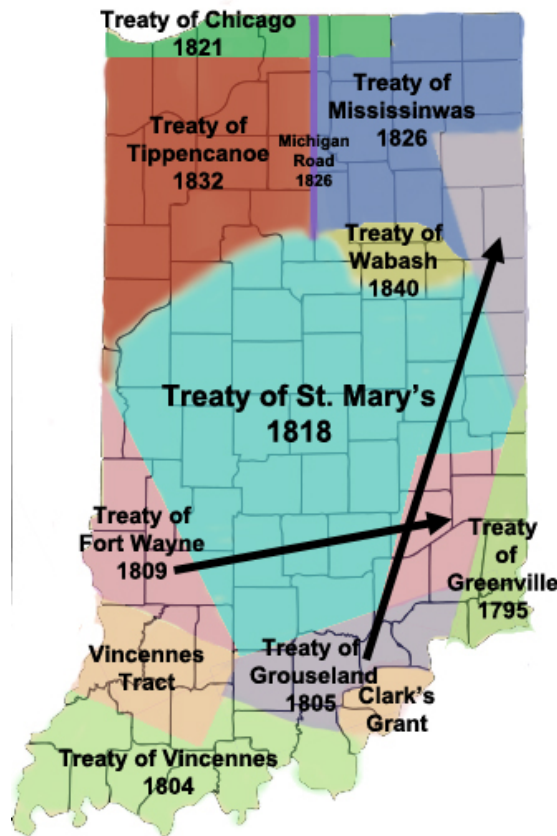 Treaty of Chicago
1821
Treaty of
Mississinwas
1826
Treaty of
Tippencanoe
1832
Michigan
Road
1826
Treaty of
Wabash
1840
Treaty of St. Mary's
1818
Treaty of
Fort Wayne
1809
Treaty
of
Greenville
1795
Vincennes
Tract
Treaty of
Grouseland
1805
Clark's
Grant
Treaty of Vincennes
1804